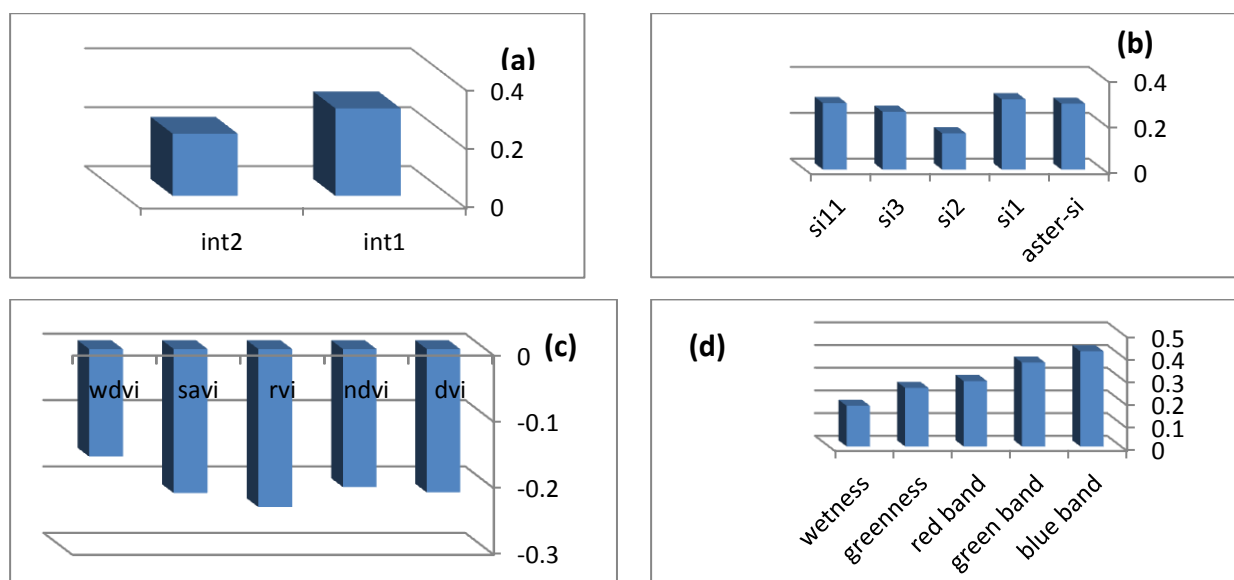 (a)
0.4
0.2
0
int2 int1
(b)
0.4
0.2
0
si11 si3 si2 si1 aster-si
(c)
0
wdvi savi rvi ndvi dvi
-0.1
-0.2
-0.3
(d)
0.5
0.4
0.3
0.2
0.1
0
wetness greenness red band green band blue band